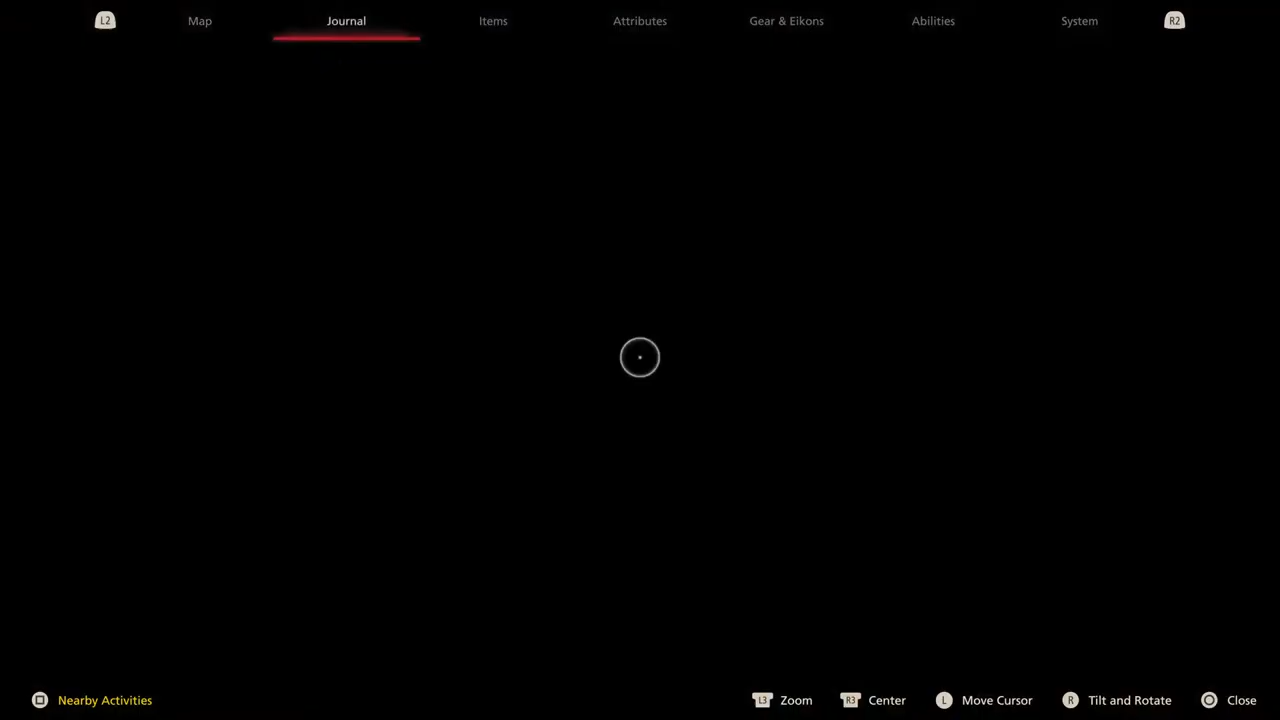 L2 Map Journal Items Attributes Gear & Eikons Abilities System R2
Nearby Activities L3 Zoom R3 Center L Move Cursor R Tilt and Rotate Close